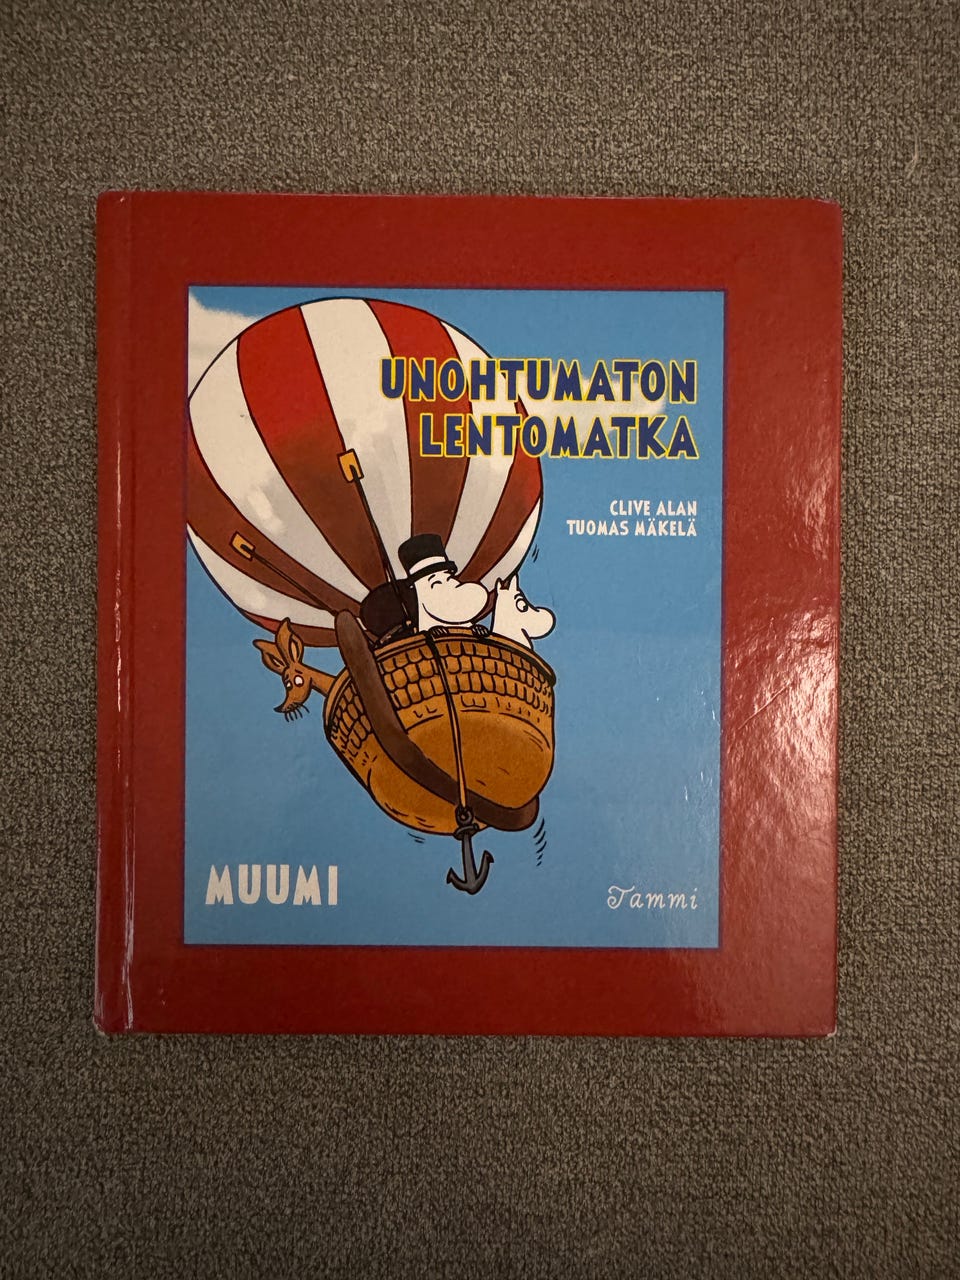 UNOHTUMATON
LENTOMATKA
CLIVE ALAN
TUOMAS MÄKELÄ
MUUMI
Tammi